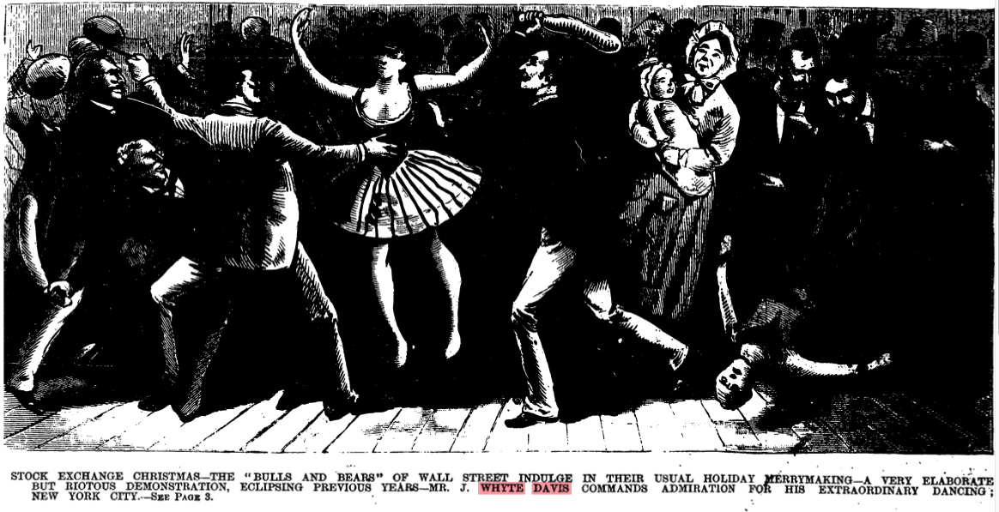 STOCK EXCHANGE CHRISTMAS—THE "BULLS AND BEARS" OF WALL STREET INDULGE IN THEIR USUAL HOLIDAY MERRYMAKING—A VERY ELABORATE
BUT RIOTOUS DEMONSTRATION, ECLIPSING PREVIOUS YEARS—MR. J. WHYTE DAVIS COMMANDS ADMIRATION FOR HIS EXTRAORDINARY DANCING;
NEW YORK CITY.—SEE PAGE 3.